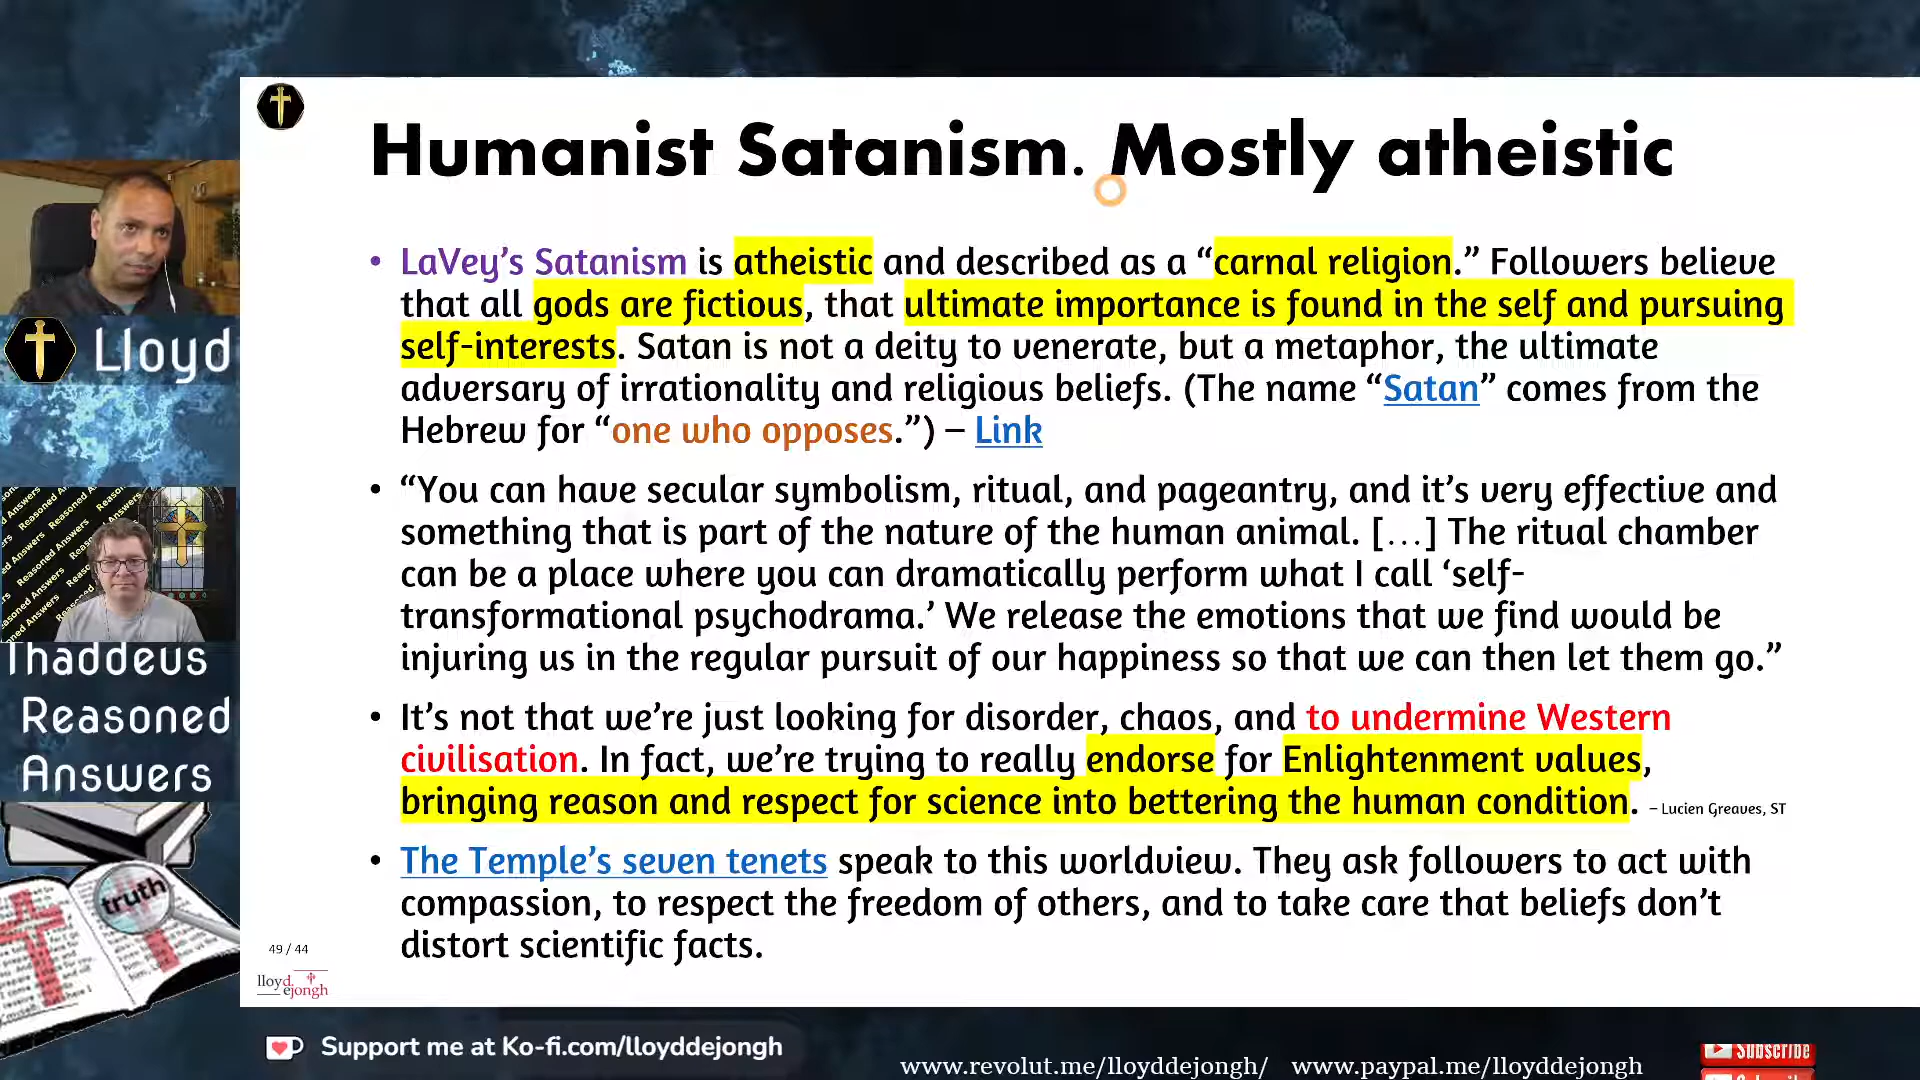 Humanist Satanism. Mostly atheistic
• LaVey’s Satanism is atheistic and described as a “carnal religion.” Followers believe
that all gods are fictious, that ultimate importance is found in the self and pursuing
self-interests. Satan is not a deity to venerate, but a metaphor, the ultimate
adversary of irrationality and religious beliefs. (The name “Satan” comes from the
Hebrew for “one who opposes.”) – Link
• “You can have secular symbolism, ritual, and pageantry, and it’s very effective and
something that is part of the nature of the human animal. […] The ritual chamber
can be a place where you can dramatically perform what I call ‘self-
transformational psychodrama.’ We release the emotions that we find would be
injuring us in the regular pursuit of our happiness so that we can then let them go.”
• It’s not that we’re just looking for disorder, chaos, and to undermine Western
civilisation. In fact, we’re trying to really endorse for Enlightenment values,
bringing reason and respect for science into bettering the human condition. – Lucien Greaves, ST
• The Temple’s seven tenets speak to this worldview. They ask followers to act with
compassion, to respect the freedom of others, and to take care that beliefs don’t
distort scientific facts.
49 / 44
lloyd
ejongh
Lloyd
Reasoned Answers
Thaddeus
Reasoned
Answers
truth
Support me at Ko-fi.com/lloyddejongh
www.revolut.me/lloyddejongh/ www.paypal.me/lloyddejongh
SUBSCRIBE